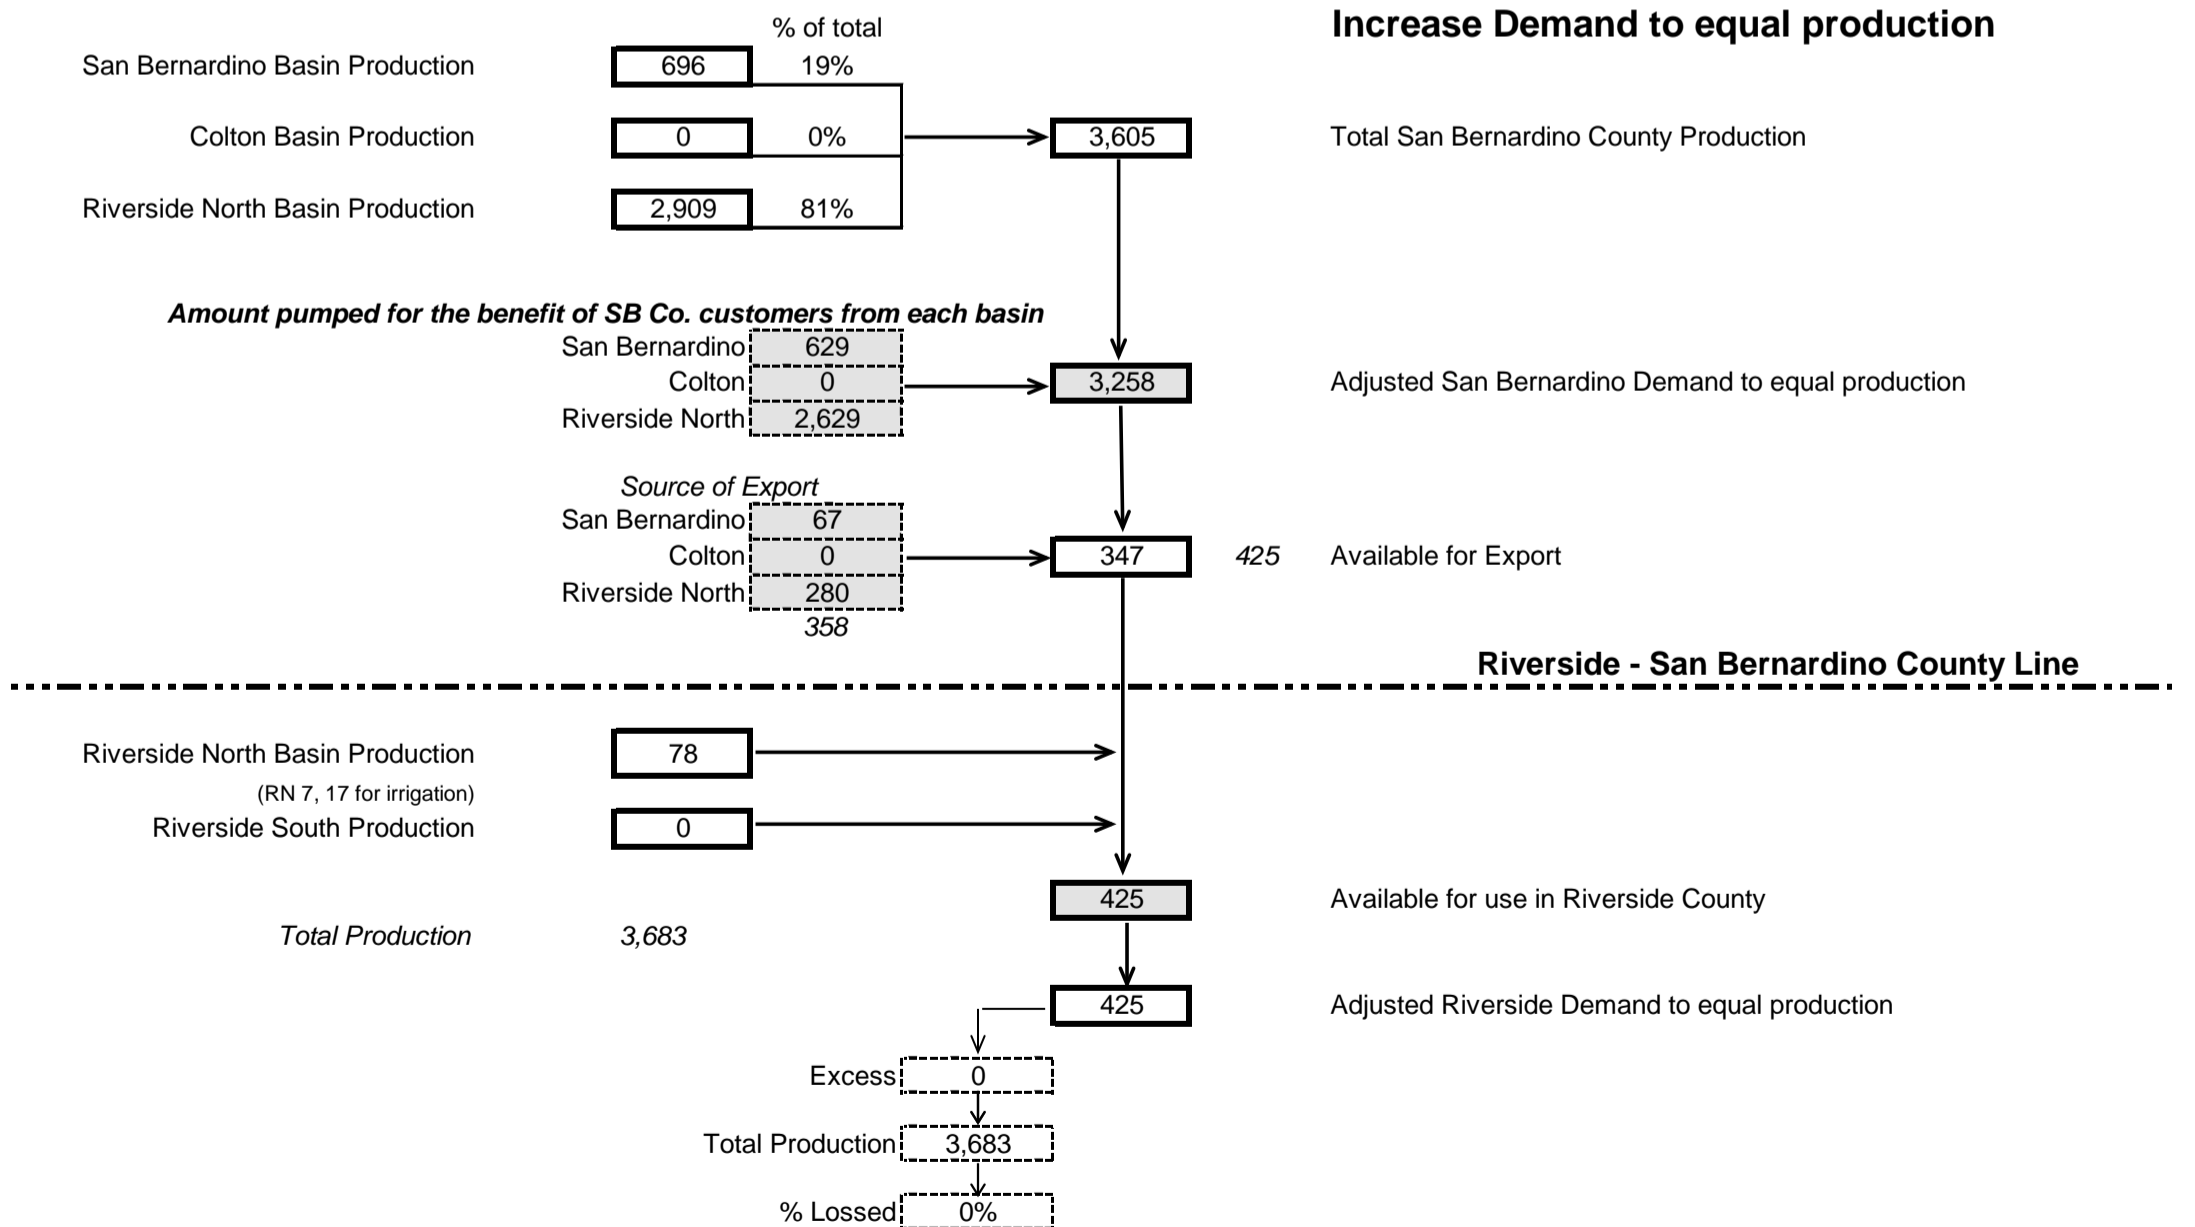 % of total
Increase Demand to equal production
San Bernardino Basin Production 696 19%
Colton Basin Production 0 0% 3,605 Total San Bernardino County Production
Riverside North Basin Production 2,909 81%
Amount pumped for the benefit of SB Co. customers from each basin
San Bernardino 629
Colton 0 3,258 Adjusted San Bernardino Demand to equal production
Riverside North 2,629
Source of Export
San Bernardino 67
Colton 0 347 425 Available for Export
Riverside North 280
358
Riverside - San Bernardino County Line
Riverside North Basin Production 78
(RN 7, 17 for irrigation)
Riverside South Production 0
425 Available for use in Riverside County
Total Production 3,683
425 Adjusted Riverside Demand to equal production
Excess 0
Total Production 3,683
% Lossed 0%